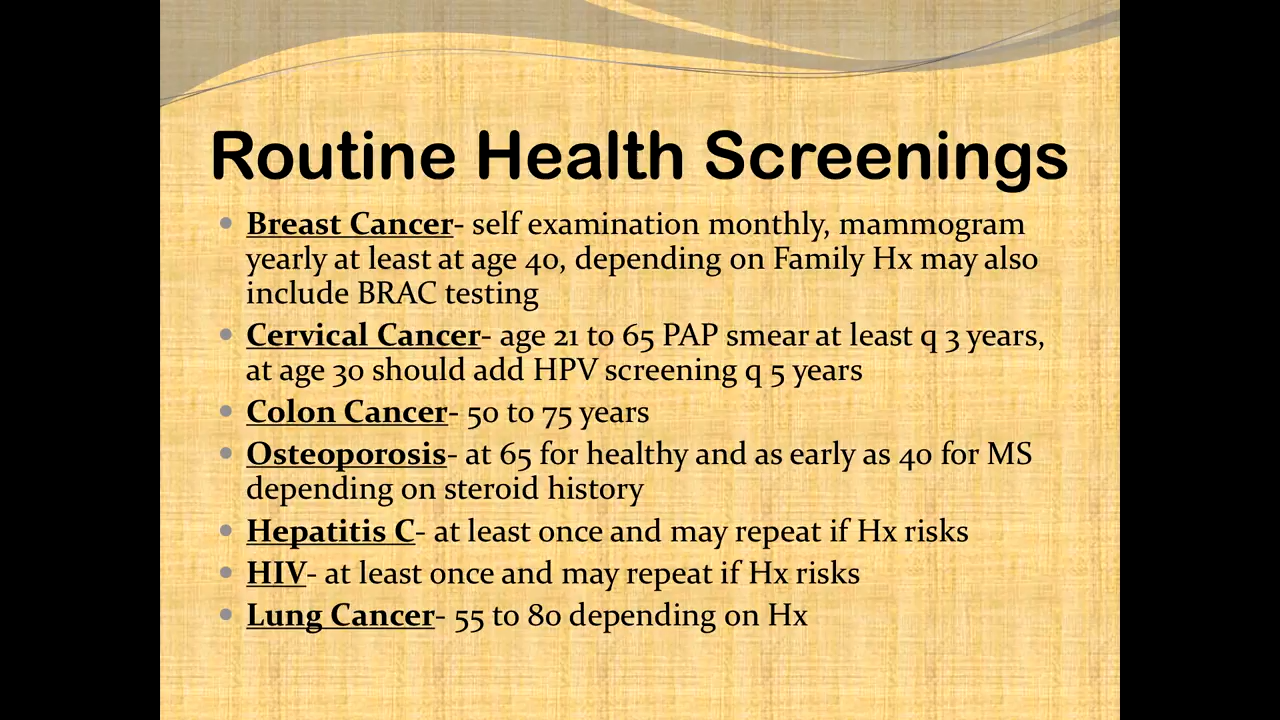 Routine Health Screenings
Breast Cancer- self examination monthly, mammogram
yearly at least at age 40, depending on Family Hx may also
include BRAC testing
Cervical Cancer- age 21 to 65 PAP smear at least q 3 years,
at age 30 should add HPV screening q 5 years
Colon Cancer- 50 to 75 years
Osteoporosis- at 65 for healthy and as early as 40 for MS
depending on steroid history
Hepatitis C- at least once and may repeat if Hx risks
HIV- at least once and may repeat if Hx risks
Lung Cancer- 55 to 80 depending on Hx